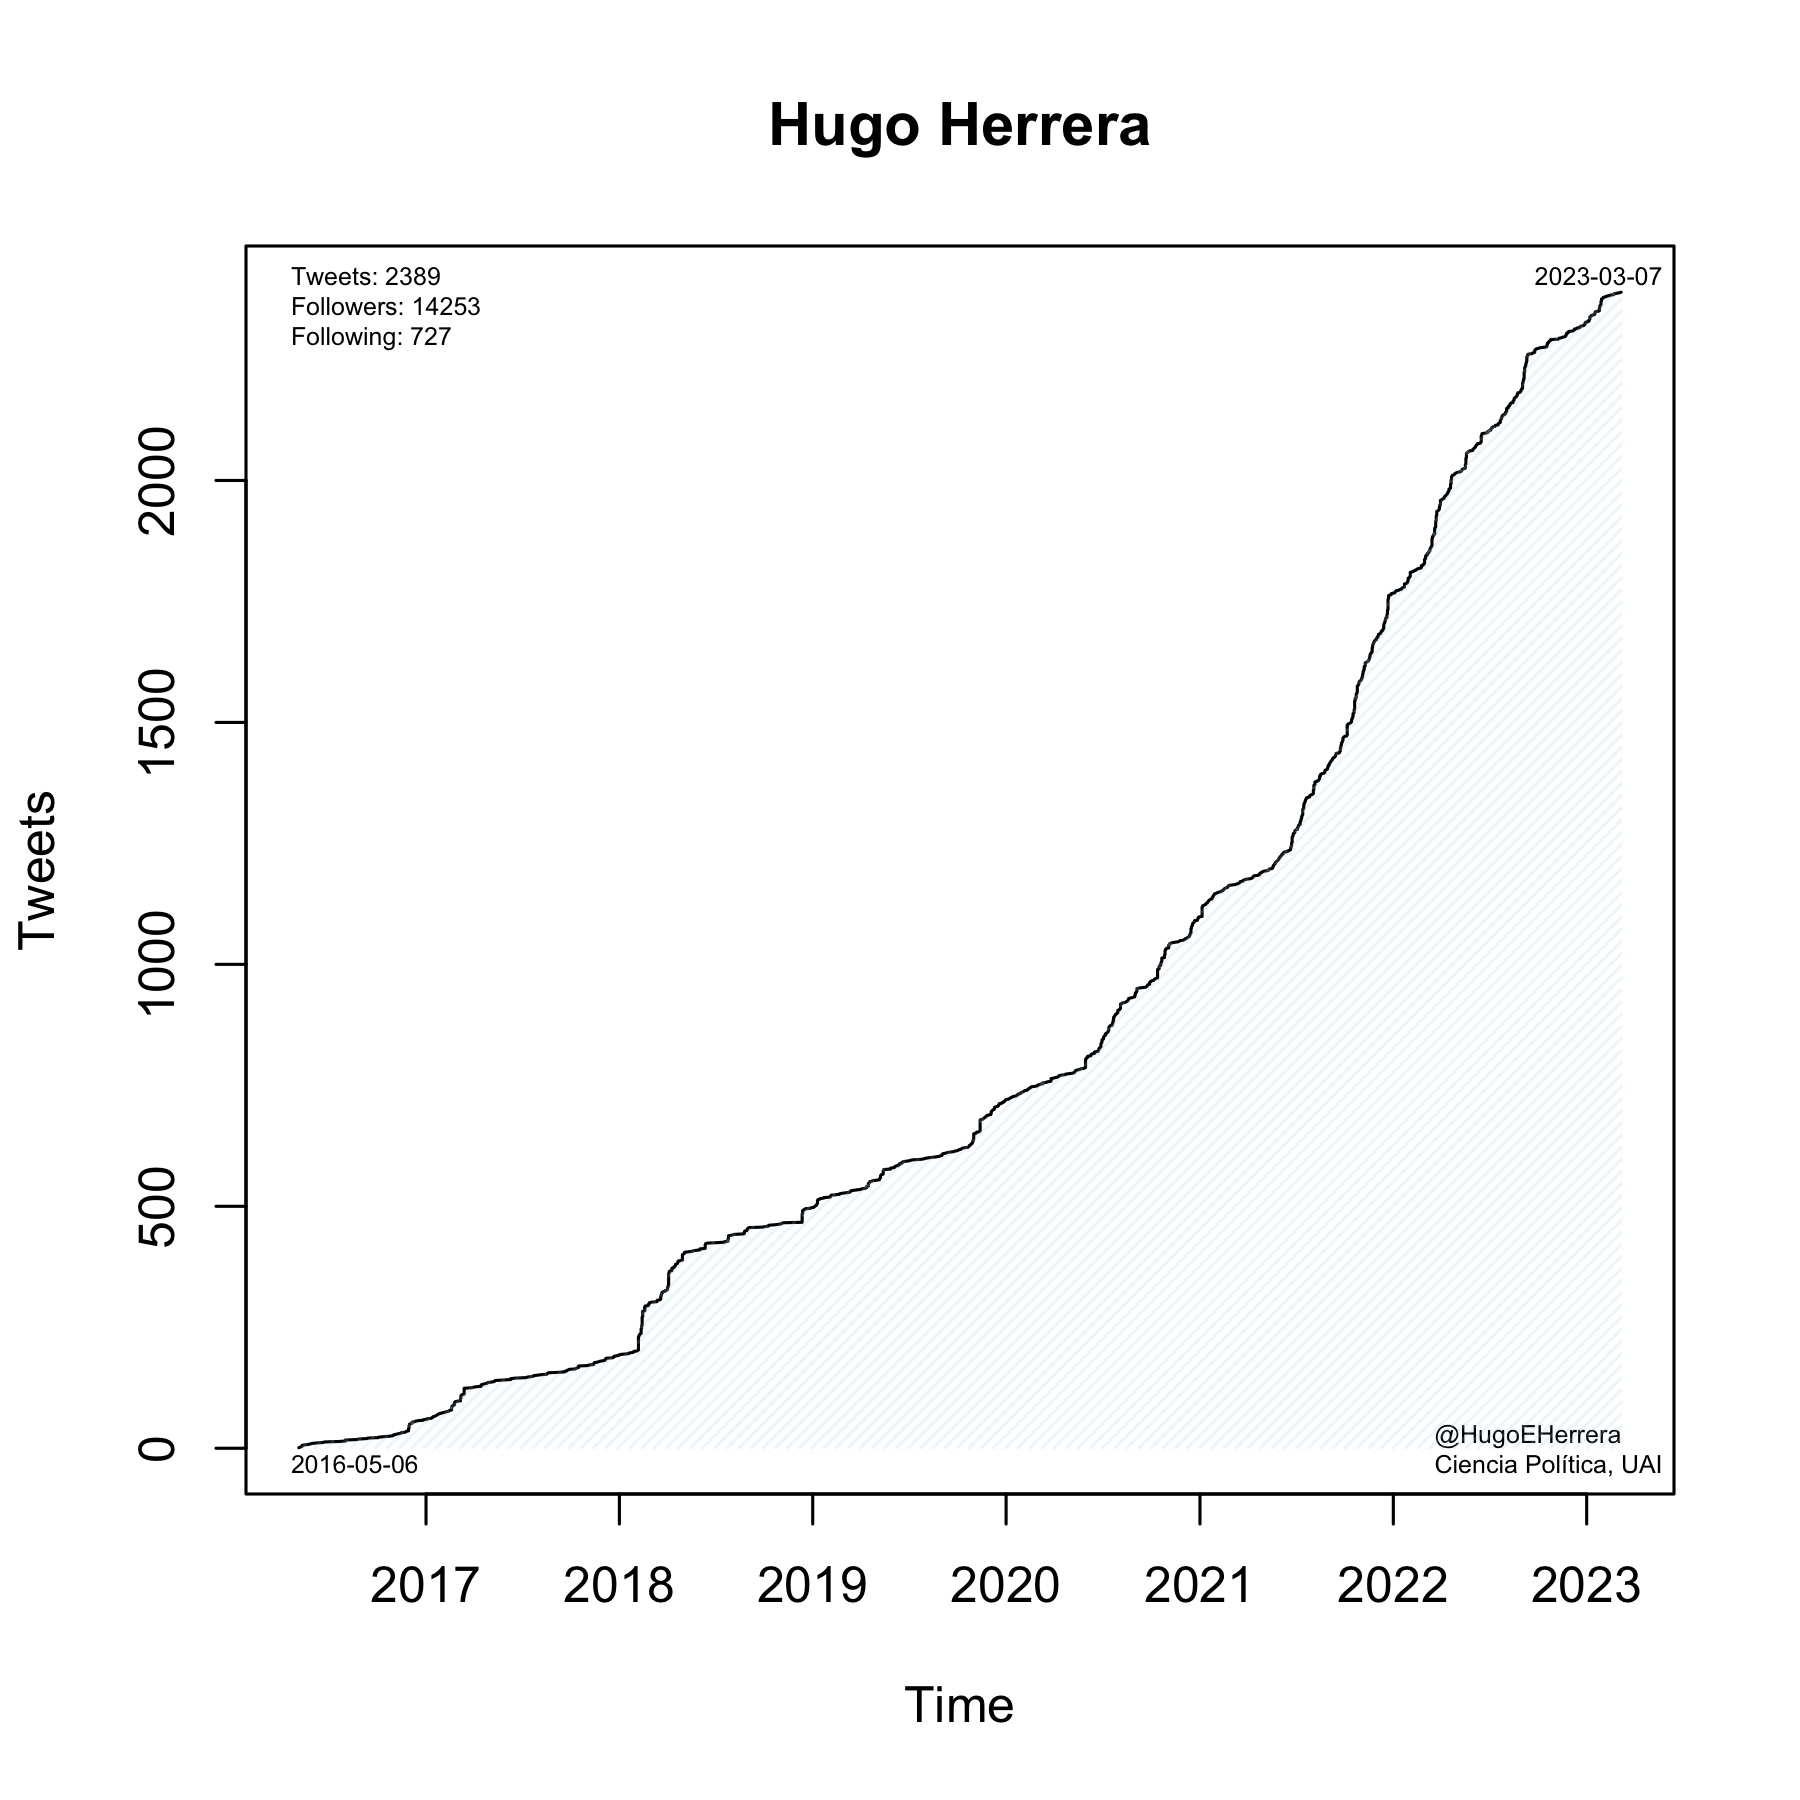 Hugo Herrera
Tweets: 2389
Followers: 14253
Following: 727
2023-03-07
Tweets
2000
1500
1000
500
0
2016-05-06
@HugoEHerrera
Ciencia Política, UAI
2017 2018 2019 2020 2021 2022 2023
Time